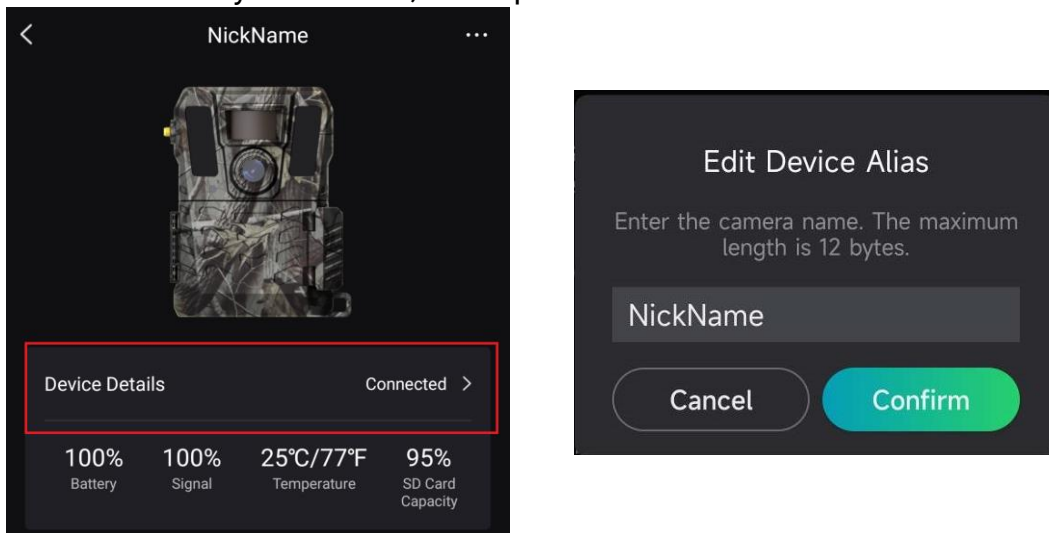 NickName
Device Details
Connected
100%
100%
25℃/77℉
95%
Battery
Signal
Temperature
SD Card
Capacity
Edit Device Alias
Enter the camera name. The maximum
length is 12 bytes.
NickName
Cancel
Confirm